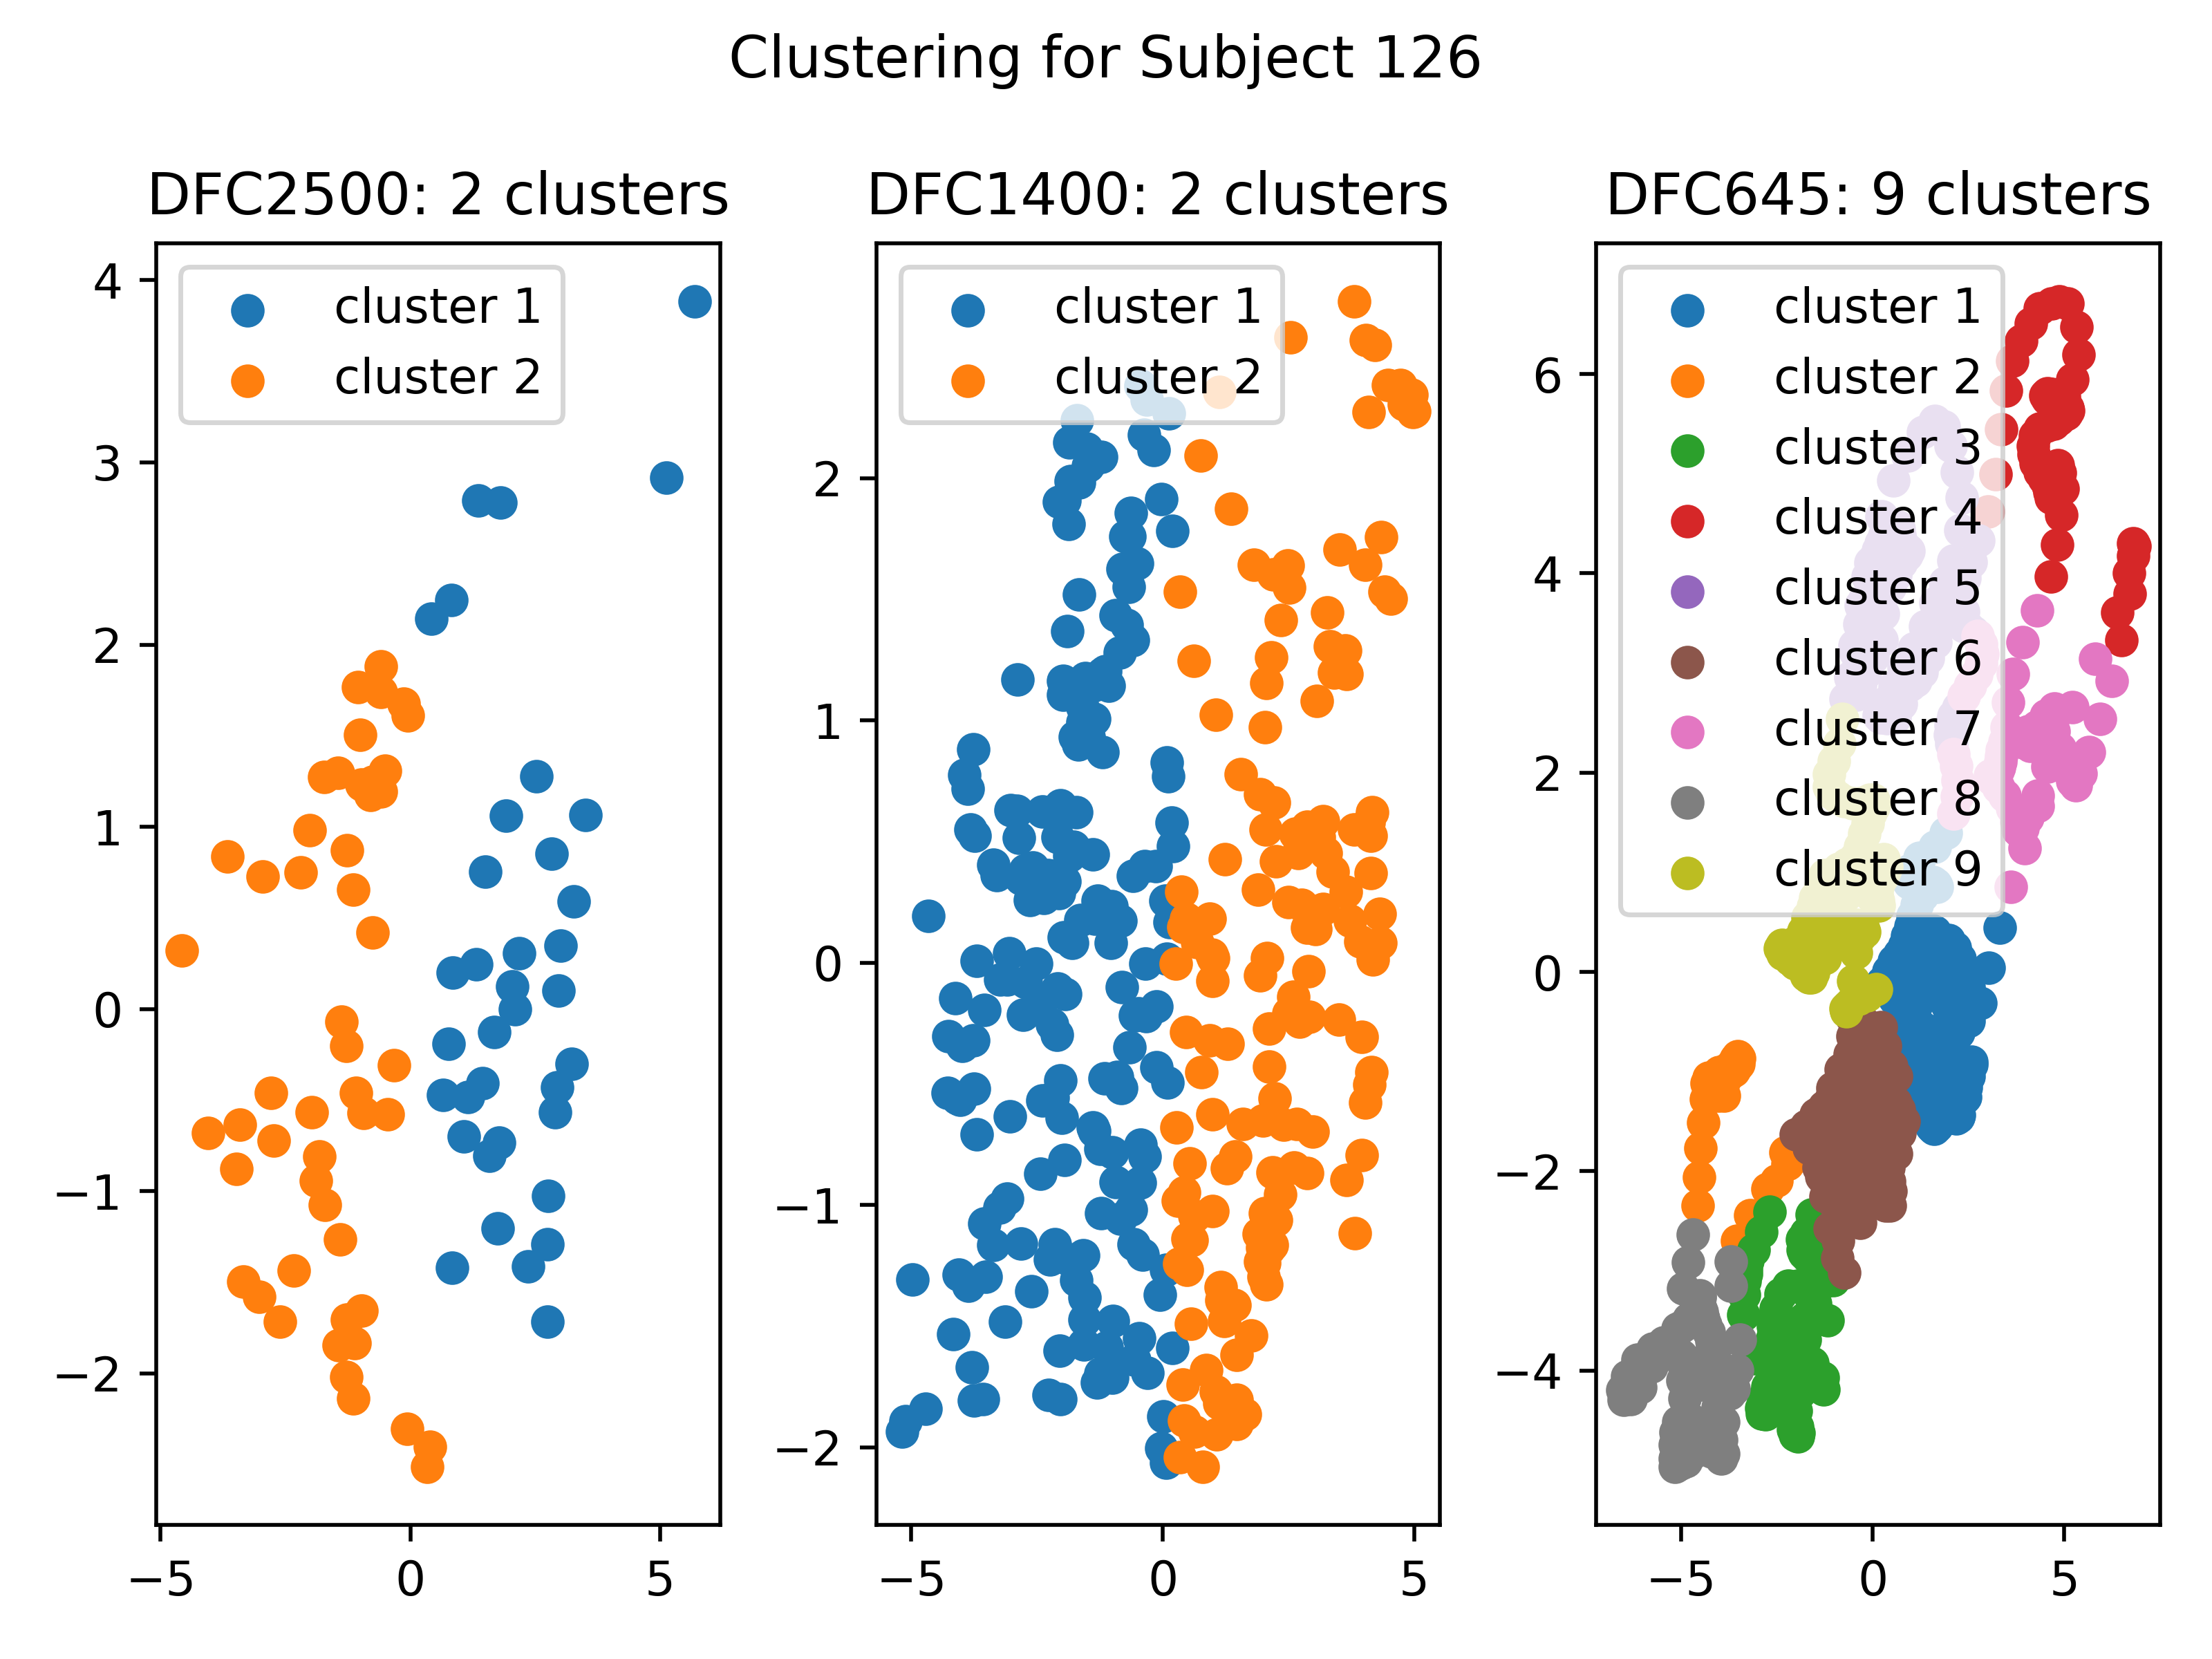 Clustering for Subject 126
DFC2500: 2 clusters
cluster 1
cluster 2
4
3
2
1
0
−1
−2
−5
0
5
DFC1400: 2 clusters
cluster 1
cluster 2
2
1
0
−1
−2
−5
0
5
DFC645: 9 clusters
cluster 1
cluster 2
cluster 3
cluster 4
cluster 5
cluster 6
cluster 7
cluster 8
cluster 9
6
4
2
0
−2
−4
−5
0
5